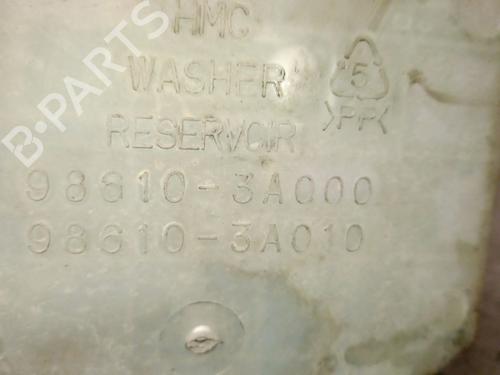 HMC
WASHER
5
RESERVOIR
>PP<
98610-3A000
98610-3A010
B-PARTS